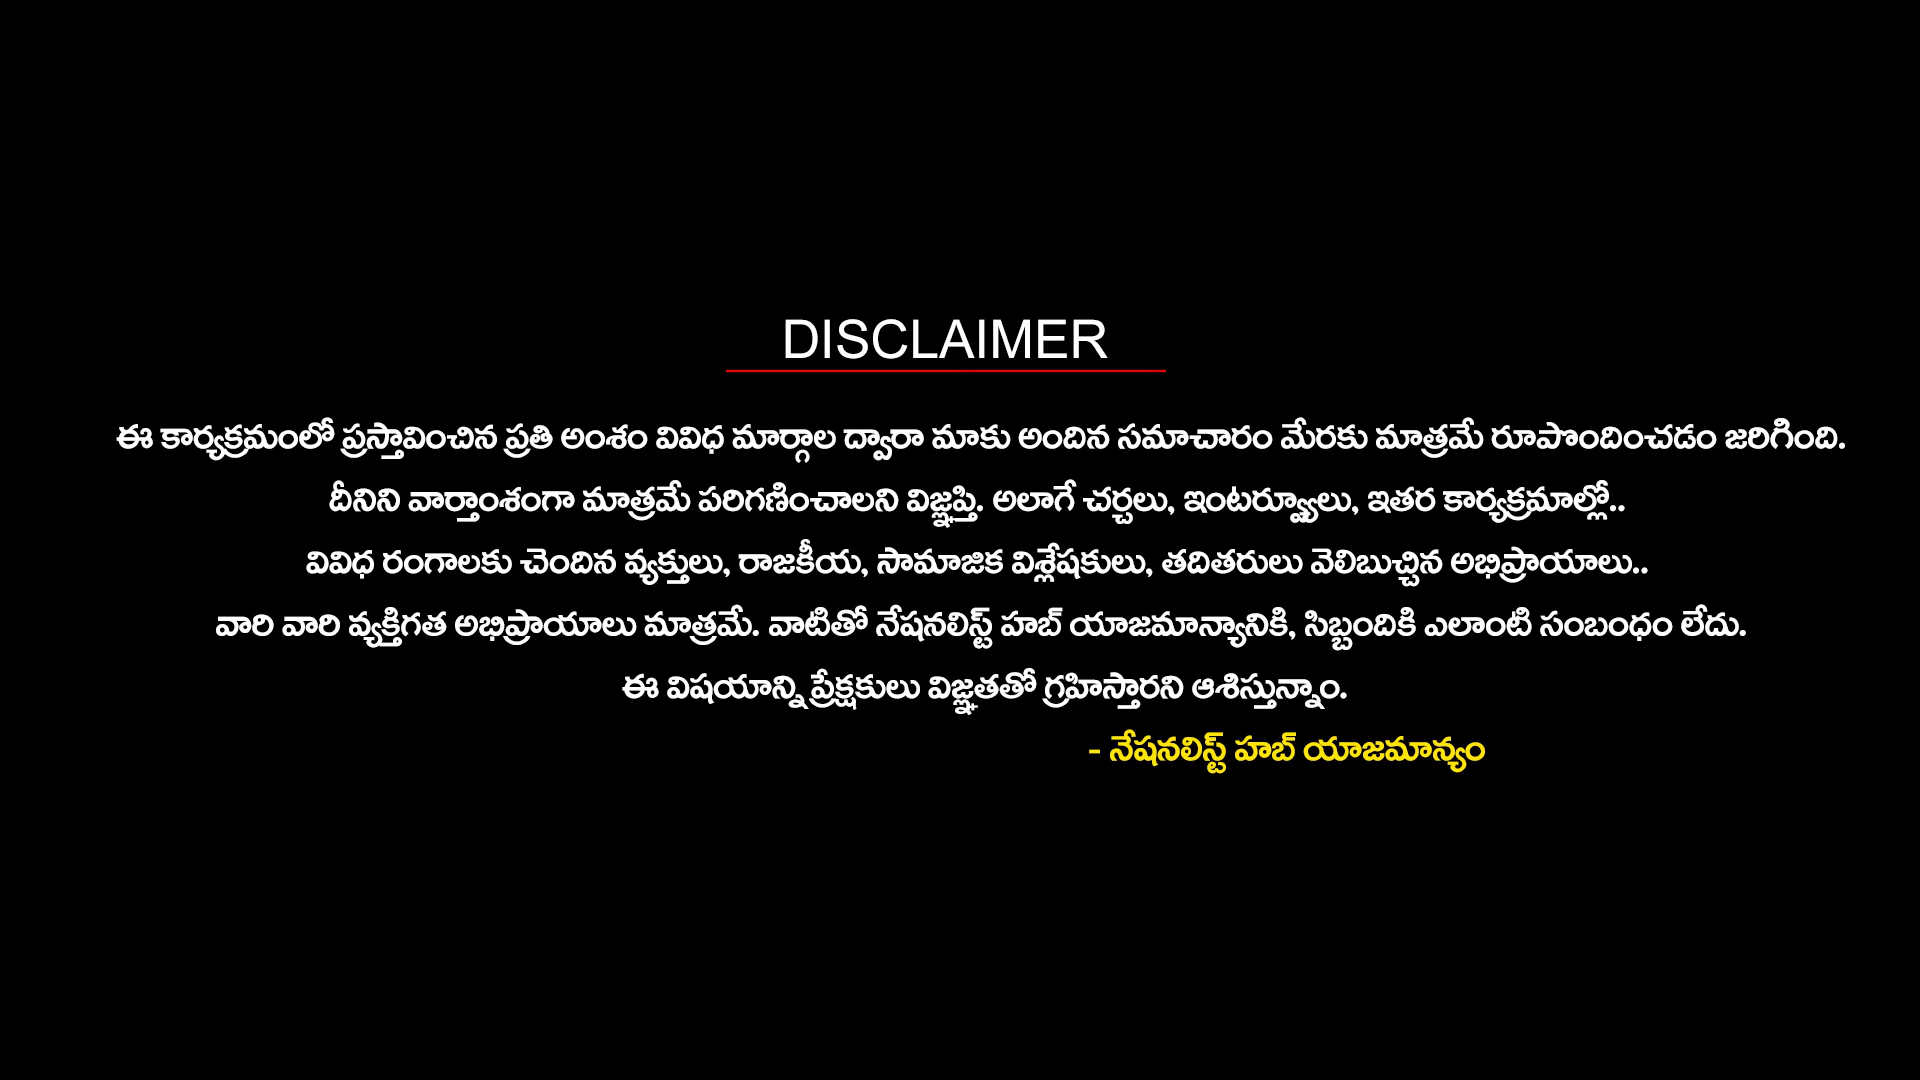 DISCLAIMER
ఈ కార్యక్రమంలో ప్రస్తావించిన ప్రతి అంశం వివిధ మార్గాల ద్వారా మాకు అందిన సమాచారం మేరకు మాత్రమే రూపొందించడం జరిగింది.
దీనిని వార్తాంశంగా మాత్రమే పరిగణించాలని విజ్ఞప్తి. అలాగే చర్చలు, ఇంటర్వ్యూలు, ఇతర కార్యక్రమాల్లో..
వివిధ రంగాలకు చెందిన వ్యక్తులు, రాజకీయ, సామాజిక విశ్లేషకులు, తదితరులు వెలిబుచ్చిన అభిప్రాయాలు..
వారి వారి వ్యక్తిగత అభిప్రాయాలు మాత్రమే. వాటితో నేషనలిస్ట్ హబ్ యాజమాన్యానికి, సిబ్బందికి ఎలాంటి సంబంధం లేదు.
ఈ విషయాన్ని ప్రేక్షకులు విజ్ఞతతో గ్రహిస్తారని ఆశిస్తున్నాం.
- నేషనలిస్ట్ హబ్ యాజమాన్యం